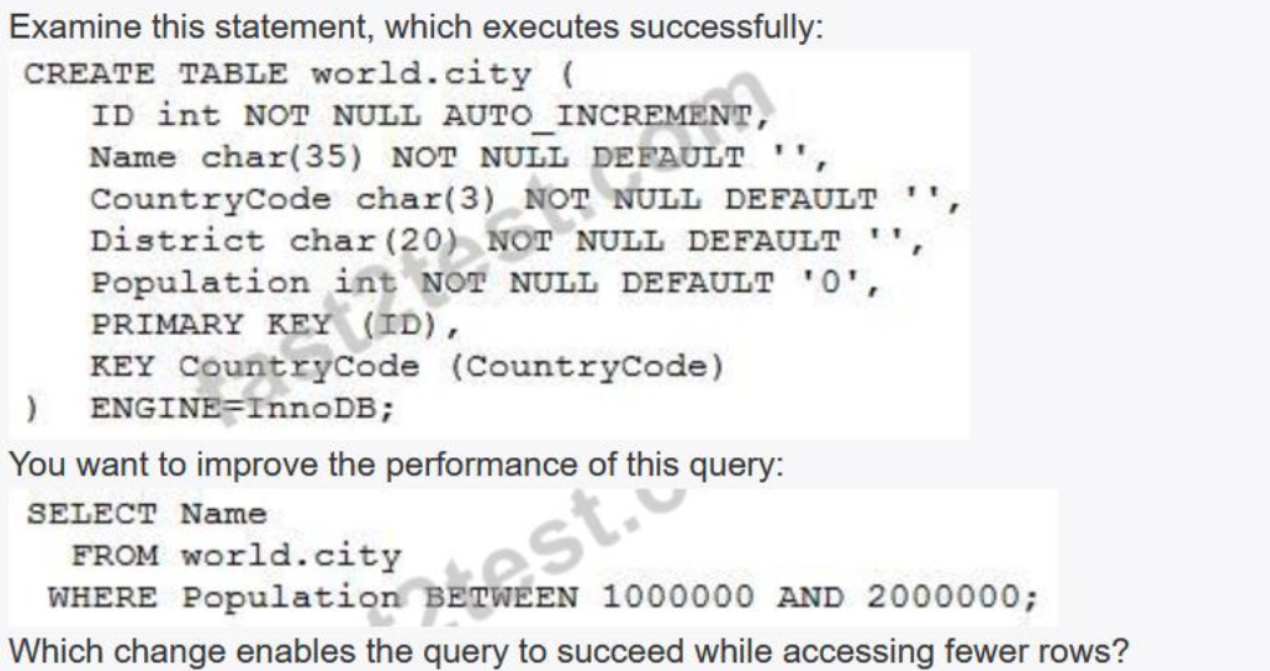 Examine this statement, which executes successfully:
CREATE TABLE world.city (
ID int NOT NULL AUTO_INCREMENT,
Name char(35) NOT NULL DEFAULT '',
CountryCode char(3) NOT NULL DEFAULT '',
District char(20) NOT NULL DEFAULT '',
Population int NOT NULL DEFAULT '0',
PRIMARY KEY (ID),
KEY CountryCode (CountryCode)
) ENGINE=InnoDB;
fast2test.com
You want to improve the performance of this query:
SELECT Name
FROM world.city
WHERE Population BETWEEN 1000000 AND 2000000;
t2test.c
Which change enables the query to succeed while accessing fewer rows?